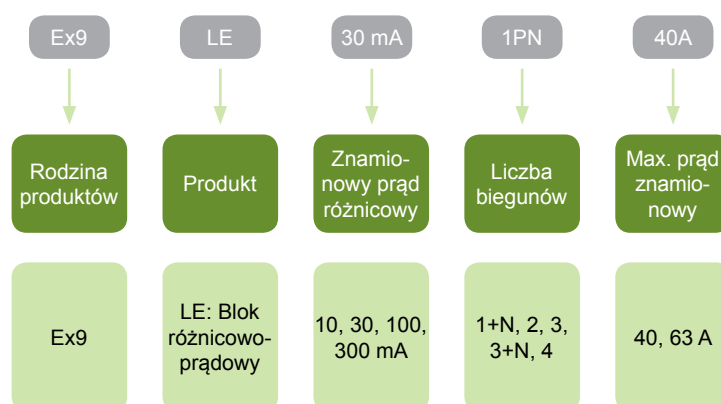 Ex9
LE
30 mA
1PN
40A
Rodzina
produktów
Produkt
Znamio-
nowy prąd
różnicowy
Liczba
biegunów
Max. prąd
znamio-
nowy
Ex9
LE: Blok
różnicowo-
prądowy
10, 30, 100,
300 mA
1+N, 2, 3,
3+N, 4
40, 63 A